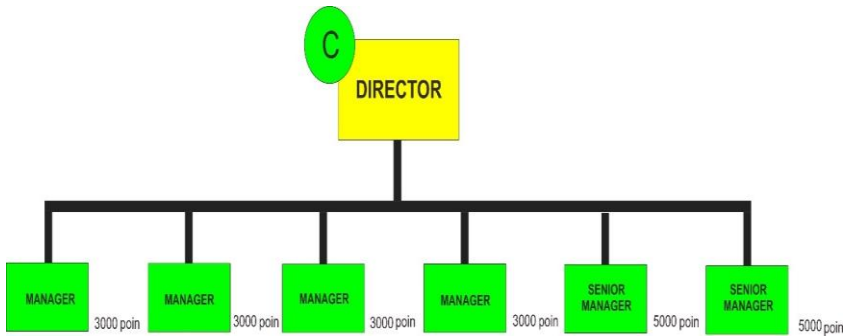 C
DIRECTOR
MANAGER
3000 poin
MANAGER
3000 poin
MANAGER
3000 poin
MANAGER
3000 poin
SENIOR
MANAGER
5000 poin
SENIOR
MANAGER
5000 poin